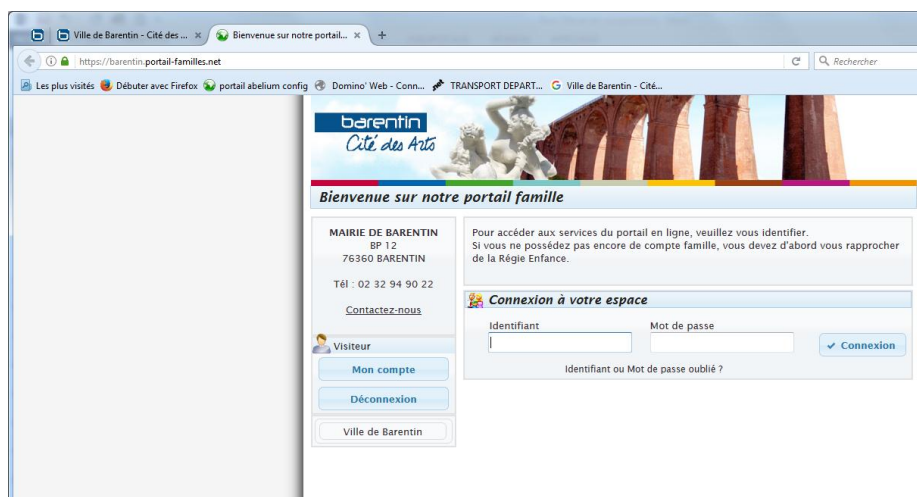 Ville de Barentin - Cité des ... ×
Bienvenue sur notre portail... ×
+
https://barentin.portail-familles.net
Rechercher
Les plus visités
Débuter avec Firefox
portail abelium config
Domino' Web - Conn...
TRANSPORT DEPART...
Ville de Barentin - Cité...
barentin
Cité des Arts
Bienvenue sur notre portail famille
MAIRIE DE BARENTIN
BP 12
76360 BARENTIN
Tél : 02 32 94 90 22
Contactez-nous
Visiteur
Mon compte
Déconnexion
Ville de Barentin
Pour accéder aux services du portail en ligne, veuillez vous identifier.
Si vous ne possédez pas encore de compte famille, vous devez d'abord vous rapprocher
de la Régie Enfance.
Connexion à votre espace
Identifiant
Mot de passe
Connexion
Identifiant ou Mot de passe oublié ?